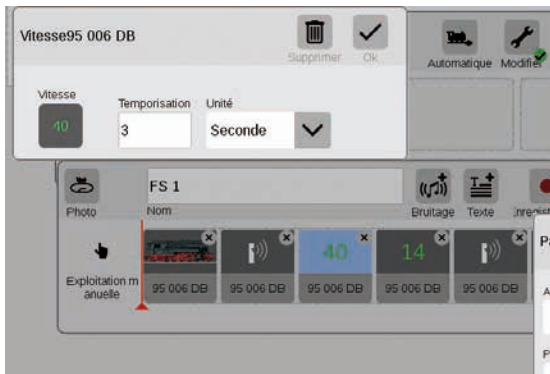 Vitesse95 006 DB
Supprimer Ok
Automatique Modifier
Vitesse Temporisation Unité
40 3 Seconde
FS 1
Photo Nom Bruitage Texte
40 14
Exploitation m
anuelle
95 006 DB 95 006 DB 95 006 DB 95 006 DB 95 006 DB